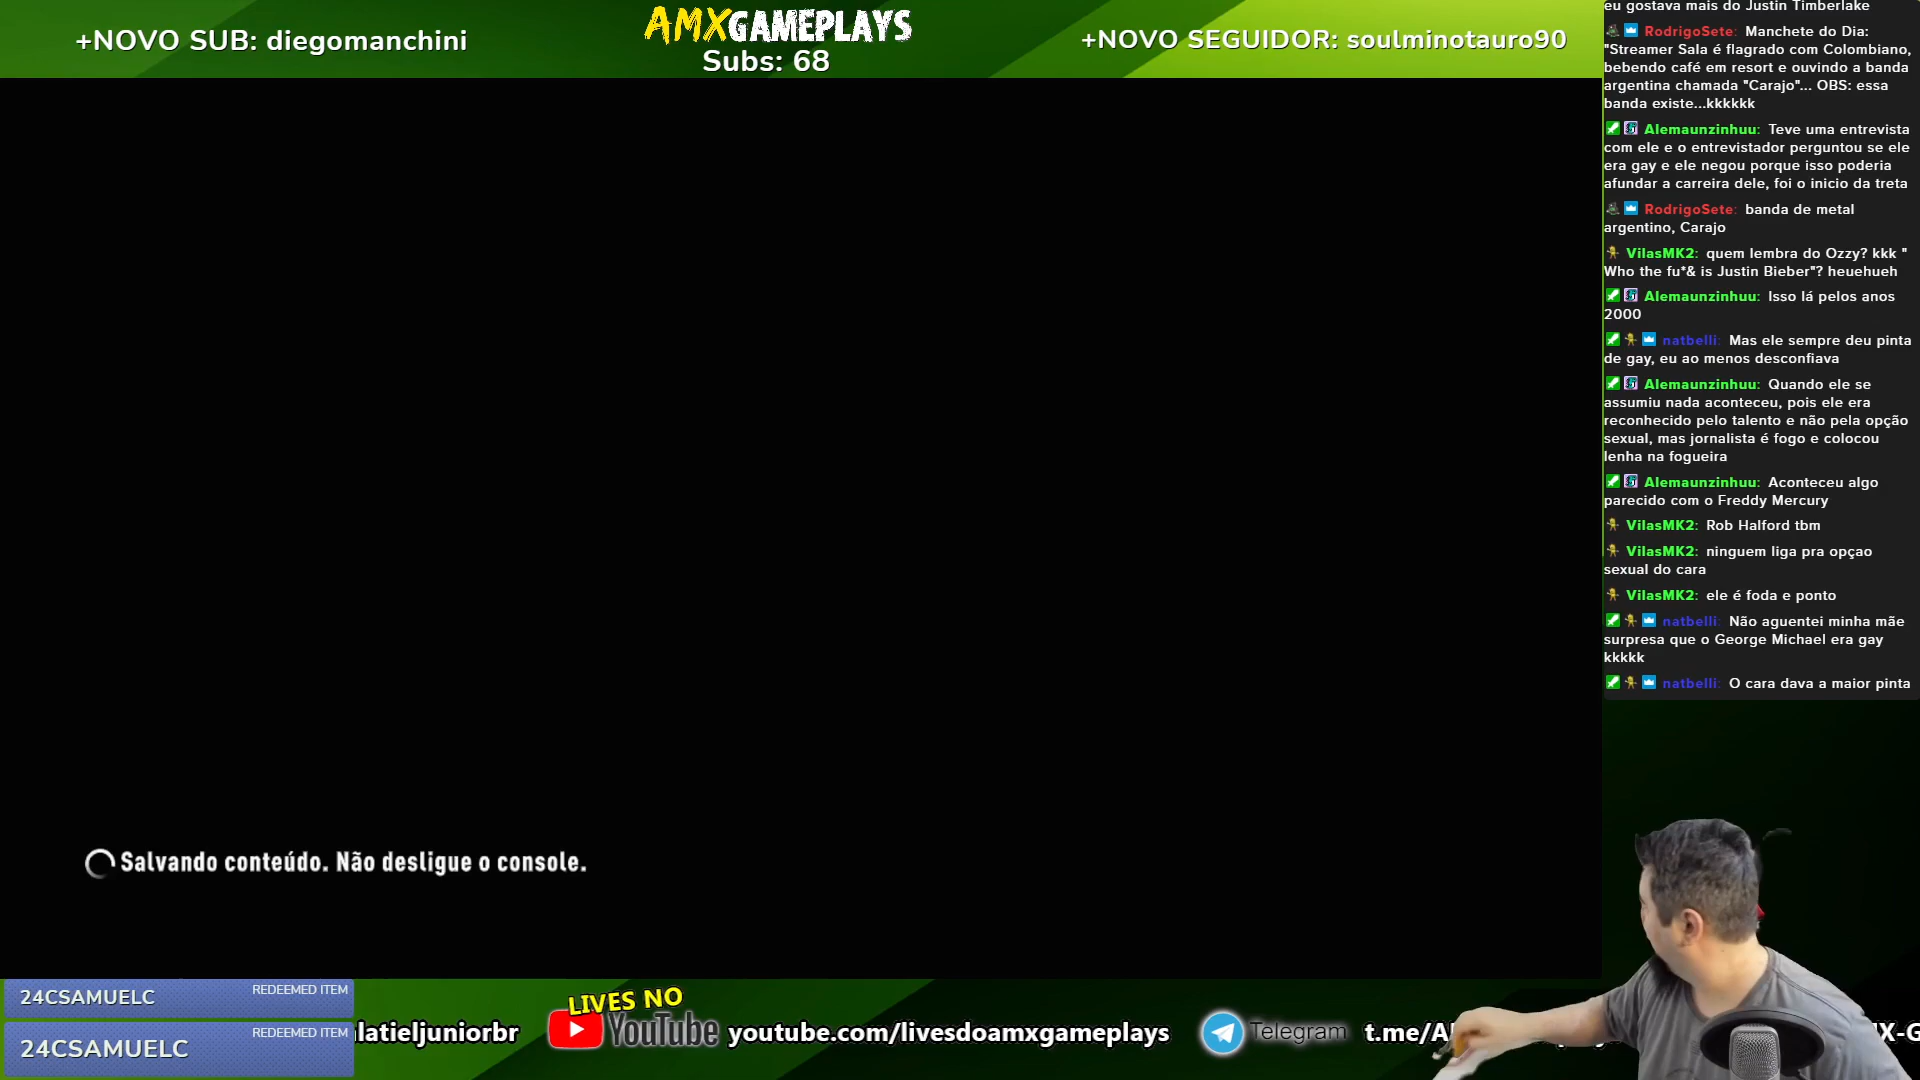 +NOVO SUB: diegomanchini
AMXGAMEPLAYS
Subs: 68
+NOVO SEGUIDOR: soulminotauro90
eu gostava mais do Justin Timberlake
RodrigoSete: Manchete do Dia:
"Streamer Sala é flagrado com Colombiano,
bebendo café em resort e ouvindo a banda
argentina chamada "Carajo"... OBS: essa
banda existe...kkkkkk
Alemaunzinhuu: Teve uma entrevista
com ele e o entrevistador perguntou se ele
era gay e ele negou porque isso poderia
afundar a carreira dele, foi o inicio da treta
RodrigoSete: banda de metal
argentino, Carajo
VilasMK2: quem lembra do Ozzy? kkk "
Who the fu*& is Justin Bieber"? heuehueh
Alemaunzinhuu: Isso lá pelos anos
2000
natbelli: Mas ele sempre deu pinta
de gay, eu ao menos desconfiava
Alemaunzinhuu: Quando ele se
assumiu nada aconteceu, pois ele era
reconhecido pelo talento e não pela opção
sexual, mas jornalista é fogo e colocou
lenha na fogueira
Alemaunzinhuu: Aconteceu algo
parecido com o Freddy Mercury
VilasMK2: Rob Halford tbm
VilasMK2: ninguem liga pra opçao
sexual do cara
VilasMK2: ele é foda e ponto
natbelli: Não aguentei minha mãe
surpresa que o George Michael era gay
kkkkk
natbelli: O cara dava a maior pinta
Salvando conteúdo. Não desligue o console.
24CSAMUELC REDEEMED ITEM
24CSAMUELC REDEEMED ITEM
latieljuniorbr
LIVES NO
YouTube
youtube.com/livesdoamxgameplays
Telegram
t.me/A
X-G